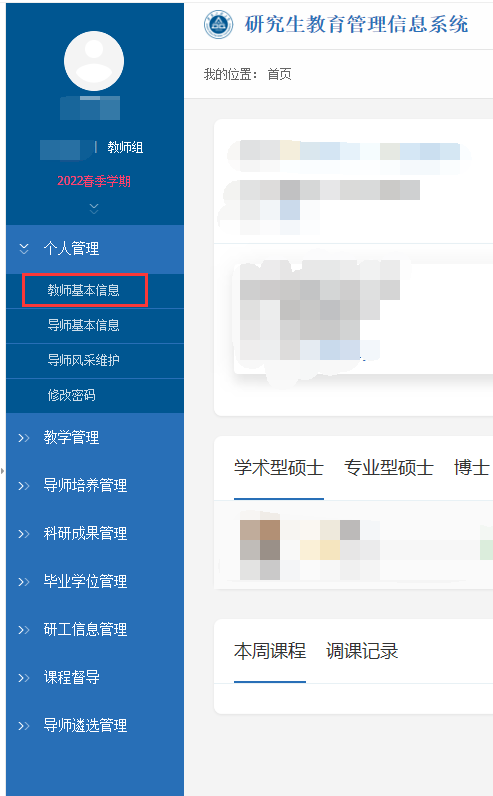 研究生教育管理信息系统
我的位置： 首页
教师组
2022春季学期
个人管理
教师基本信息
导师基本信息
导师风采维护
修改密码
教学管理
导师培养管理
科研成果管理
毕业学位管理
研工信息管理
课程督导
导师遴选管理
学术型硕士 专业型硕士 博士
本周课程 调课记录